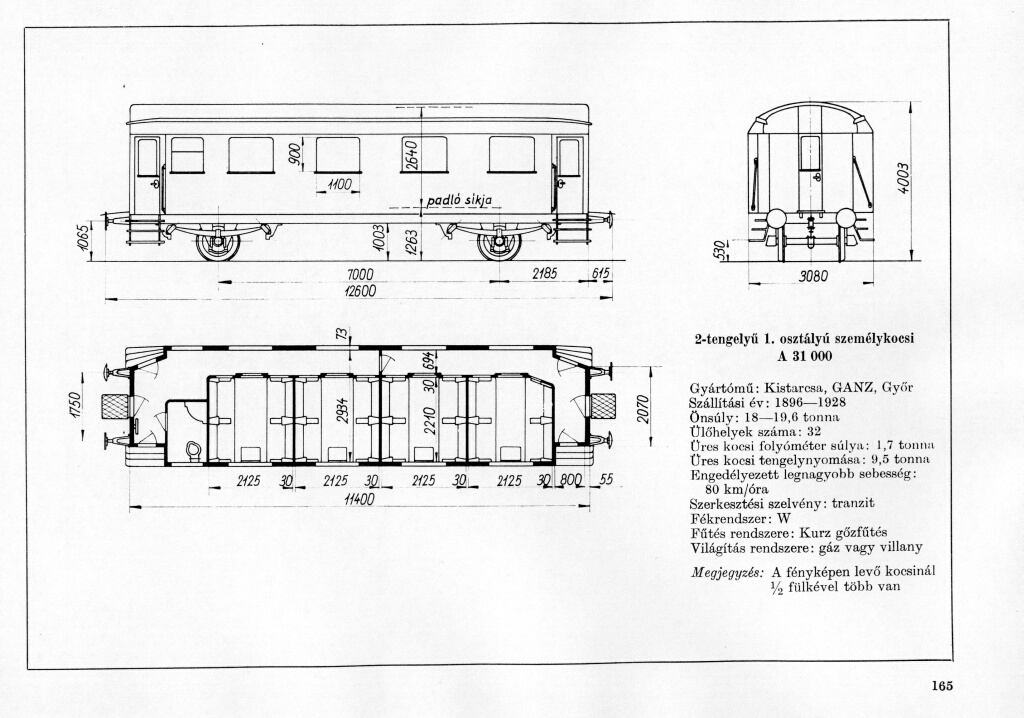 900
2640
1100
padló síkja
1065
1003
1263
7000
2185
615
12600
4003
530
3080
73
694
30
1750
2934
2210
2070
2125 30 2125 30 2125 30 2125 30 800 55
11400
2-tengelyű 1. osztályú személykocsi
A 31 000
Gyártómű: Kistarcsa, GANZ, Győr
Szállítási év: 1896—1928
Önsúly: 18—19,6 tonna
Ülőhelyek száma: 32
Üres kocsi folyóméter súlya: 1,7 tonna
Üres kocsi tengelynyomása: 9,5 tonna
Engedélyezett legnagyobb sebesség:
80 km/óra
Szerkesztési szelvény: tranzit
Fékrendszer: W
Fűtés rendszere: Kurz gőzfűtés
Világítás rendszere: gáz vagy villany
Megjegyzés: A fényképen levő kocsinál
½ fülkével több van
165